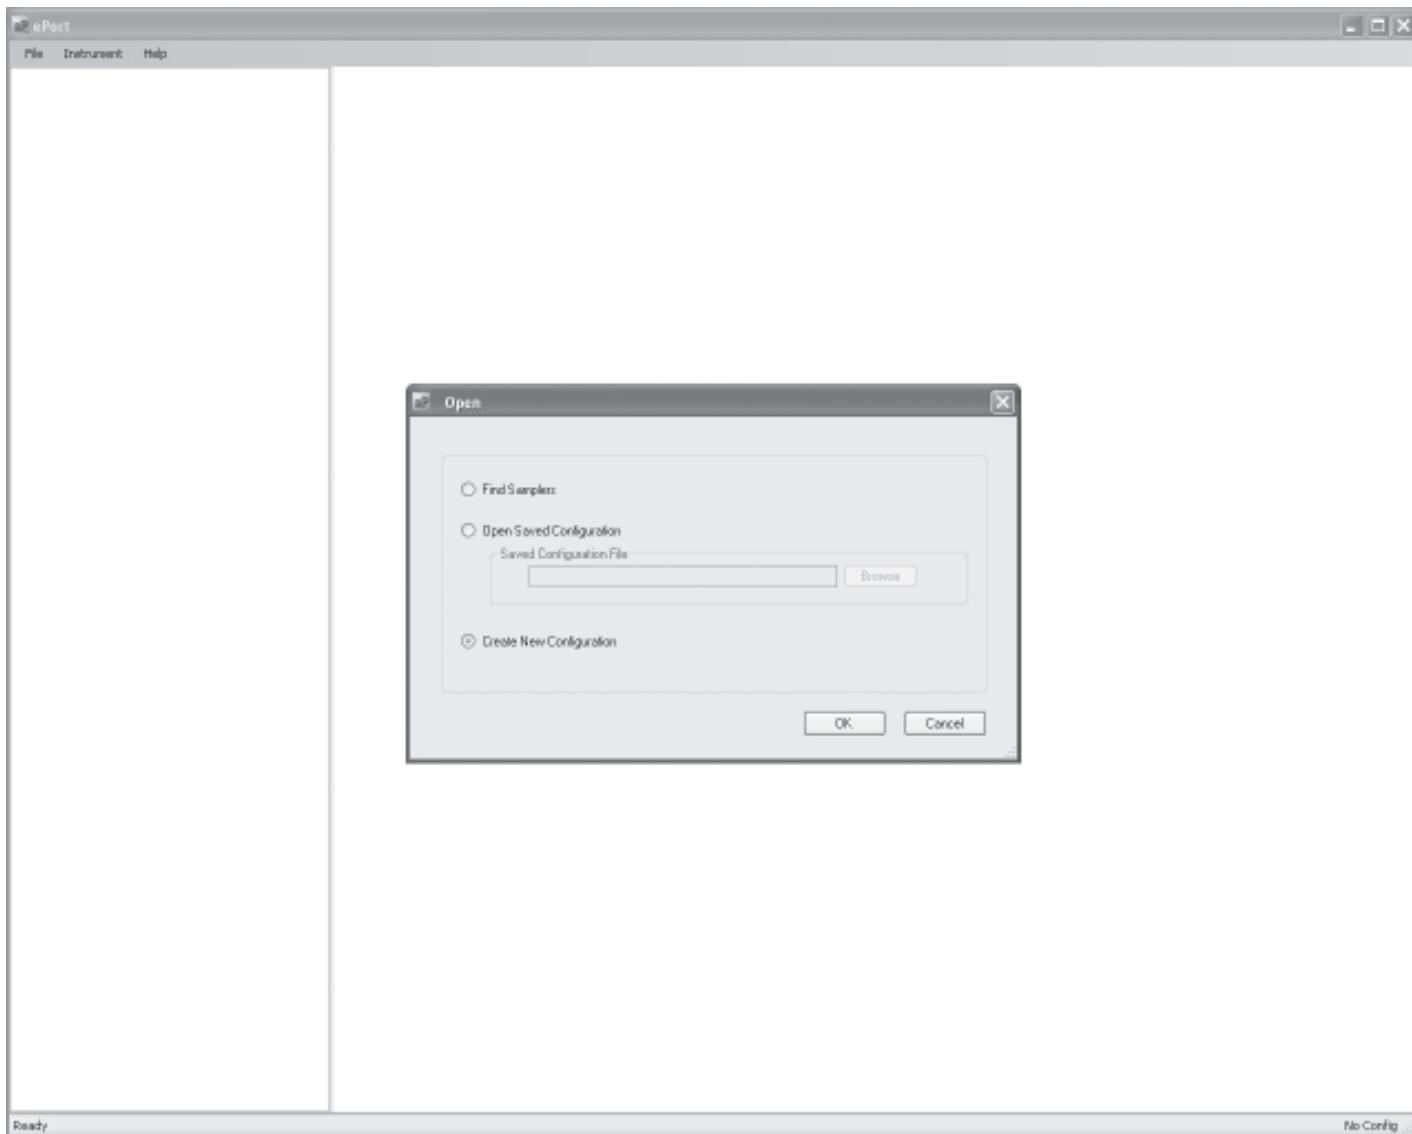 ePort
File Instrument Help
Open
Find Samplers
Open Saved Configuration
Saved Configuration File
Browse
Create New Configuration
OK Cancel
Ready No Config